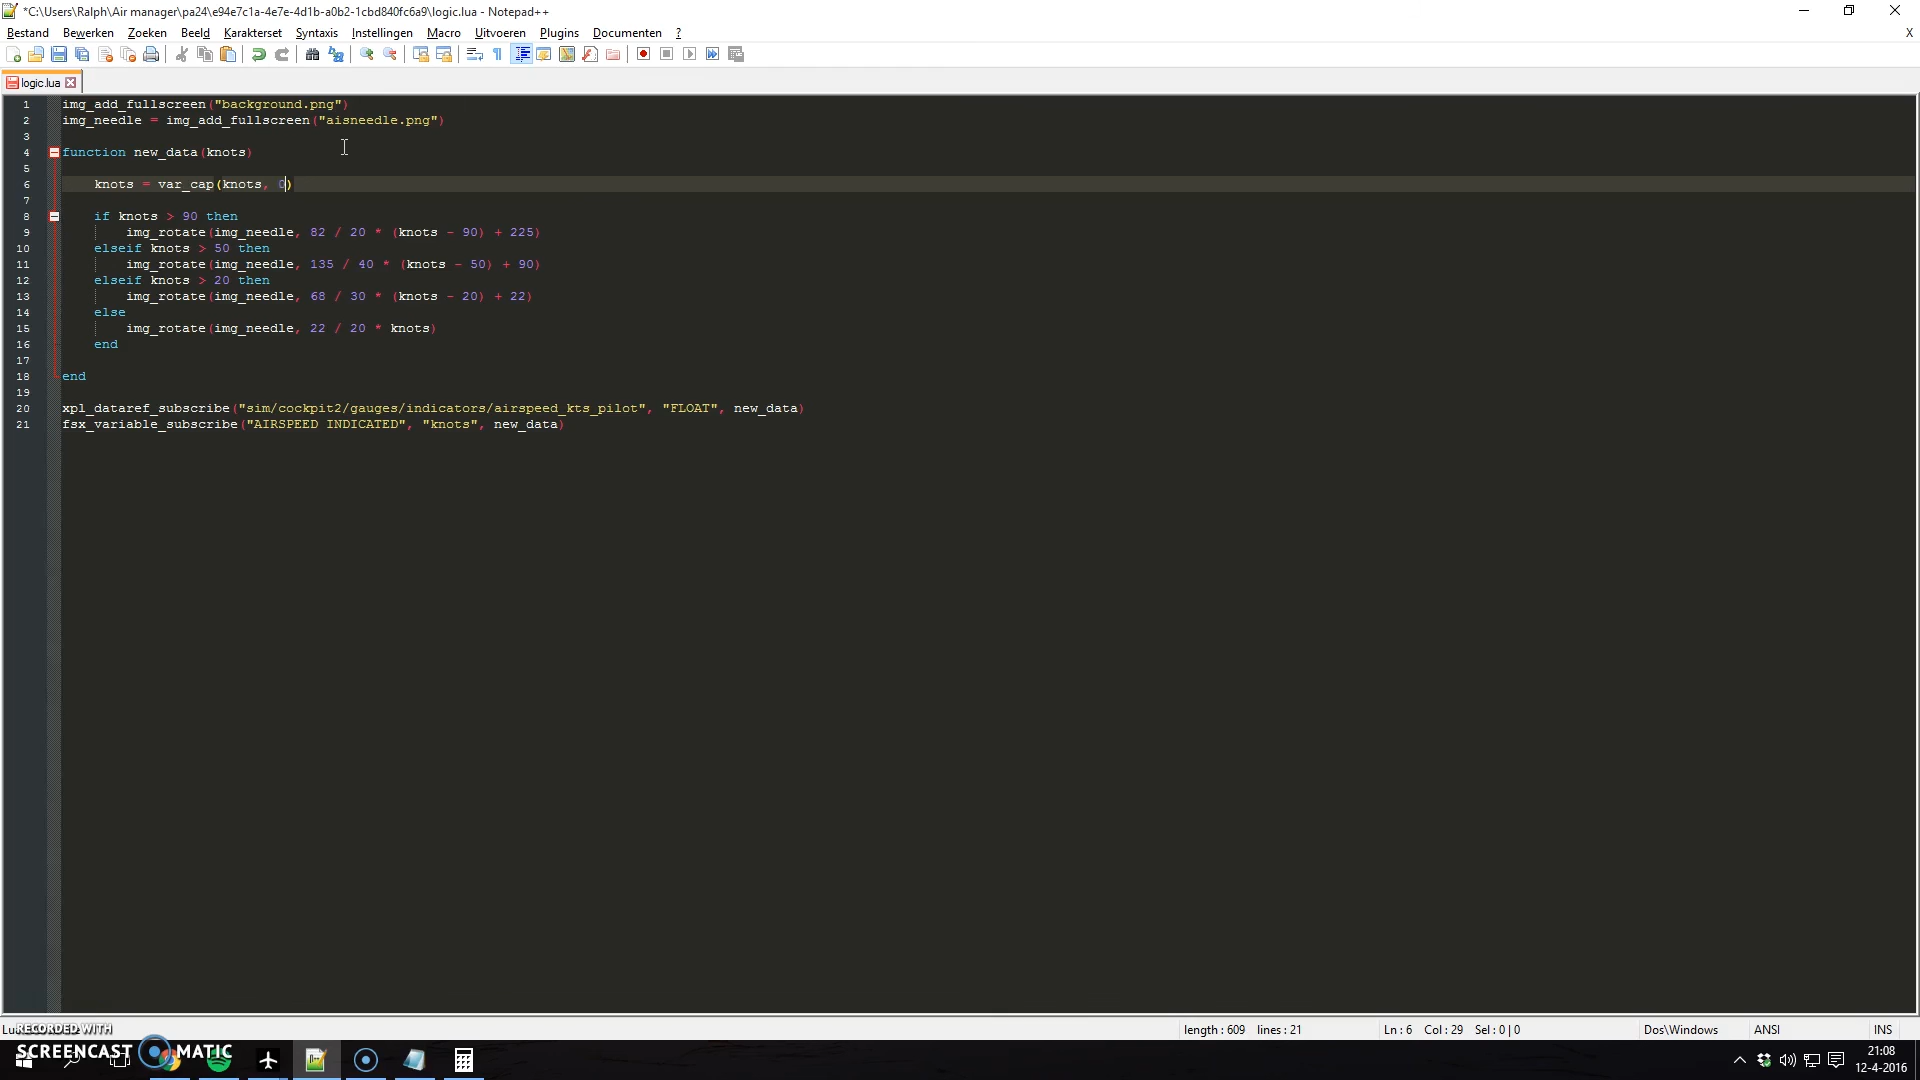 *C:\Users\Ralph\Air manager\pa24\e94e7c1a-4e7e-4d1b-a0b2-1cbd840fc6a9\logic.lua - Notepad++
Bestand Bewerken Zoeken Beeld Karakterset Syntaxis Instellingen Macro Uitvoeren Plugins Documenten ? X
logic.lua
1 img_add_fullscreen("background.png")
2 img_needle = img_add_fullscreen("aisneedle.png")
3
4 function new_data(knots)
5
6 knots = var_cap(knots, 0)
7
8 if knots > 90 then
9 img_rotate(img_needle, 82 / 20 * (knots - 90) + 225)
10 elseif knots > 50 then
11 img_rotate(img_needle, 135 / 40 * (knots - 50) + 90)
12 elseif knots > 20 then
13 img_rotate(img_needle, 68 / 30 * (knots - 20) + 22)
14 else
15 img_rotate(img_needle, 22 / 20 * knots)
16 end
17
18 end
19
20 xpl_dataref_subscribe("sim/cockpit2/gauges/indicators/airspeed_kts_pilot", "FLOAT", new_data)
21 fsx_variable_subscribe("AIRSPEED INDICATED", "knots", new_data)
length : 609 lines : 21 Ln : 6 Col : 29 Sel : 0 | 0 Dos\Windows ANSI INS
RECORDED WITH
SCREENCAST MATIC
21:08
12-4-2016